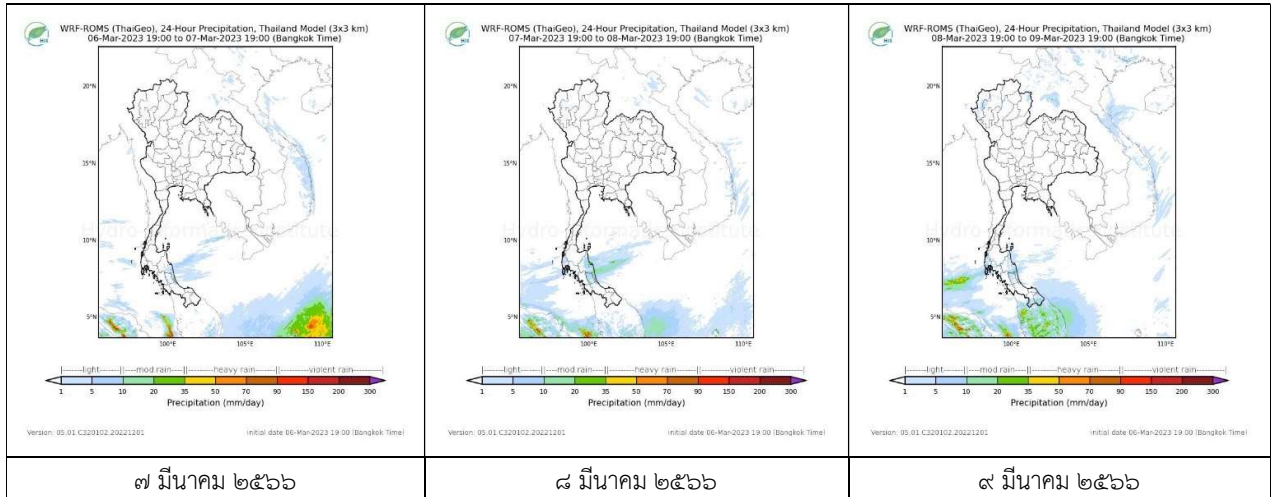 WRF-ROMS (ThaiGeo), 24-Hour Precipitation, Thailand Model (3x3 km)
06-Mar-2023 19:00 to 07-Mar-2023 19:00 (Bangkok Time)
20°N
15°N
10°N
5°N
Hydro Informatics Institute
100°E 105°E 110°E
|-------light-------||----mod rain-----||-------heavy rain-------||------violent rain---------|
1 5 10 20 35 50 70 90 150 200 300
Precipitation (mm/day)
Version: 05.01.C320102.20221201 initial date 06-Mar-2023 19:00 (Bangkok Time)
๗ มีนาคม ๒๕๖๖
WRF-ROMS (ThaiGeo), 24-Hour Precipitation, Thailand Model (3x3 km)
07-Mar-2023 19:00 to 08-Mar-2023 19:00 (Bangkok Time)
20°N
15°N
10°N
5°N
Hydro Informatics Institute
100°E 105°E 110°E
|-------light-------||----mod rain-----||-------heavy rain-------||------violent rain---------|
1 5 10 20 35 50 70 90 150 200 300
Precipitation (mm/day)
Version: 05.01.C320102.20221201 initial date 06-Mar-2023 19:00 (Bangkok Time)
๘ มีนาคม ๒๕๖๖
WRF-ROMS (ThaiGeo), 24-Hour Precipitation, Thailand Model (3x3 km)
08-Mar-2023 19:00 to 09-Mar-2023 19:00 (Bangkok Time)
20°N
15°N
10°N
5°N
Hydro Informatics Institute
100°E 105°E 110°E
|-------light-------||----mod rain-----||-------heavy rain-------||------violent rain---------|
1 5 10 20 35 50 70 90 150 200 300
Precipitation (mm/day)
Version: 05.01.C320102.20221201 initial date 06-Mar-2023 19:00 (Bangkok Time)
๙ มีนาคม ๒๕๖๖